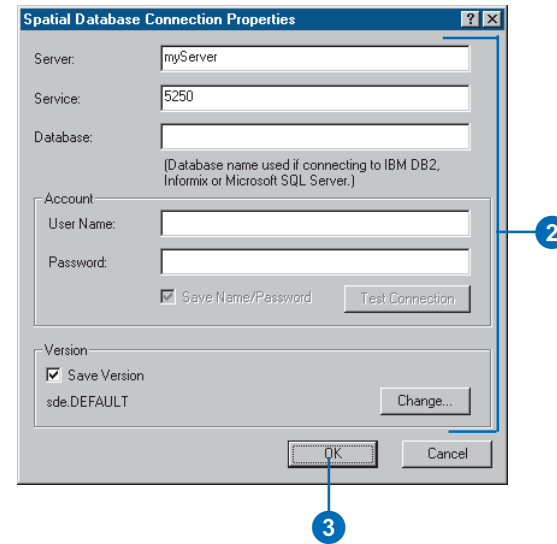 Spatial Database Connection Properties
Server:
myServer
Service:
5250
Database:
(Database name used if connecting to IBM DB2,
Informix or Microsoft SQL Server.)
Account
User Name:
Password:
Save Name/Password
Test Connection
2
Version
Save Version
sde.DEFAULT
Change...
OK
Cancel
3